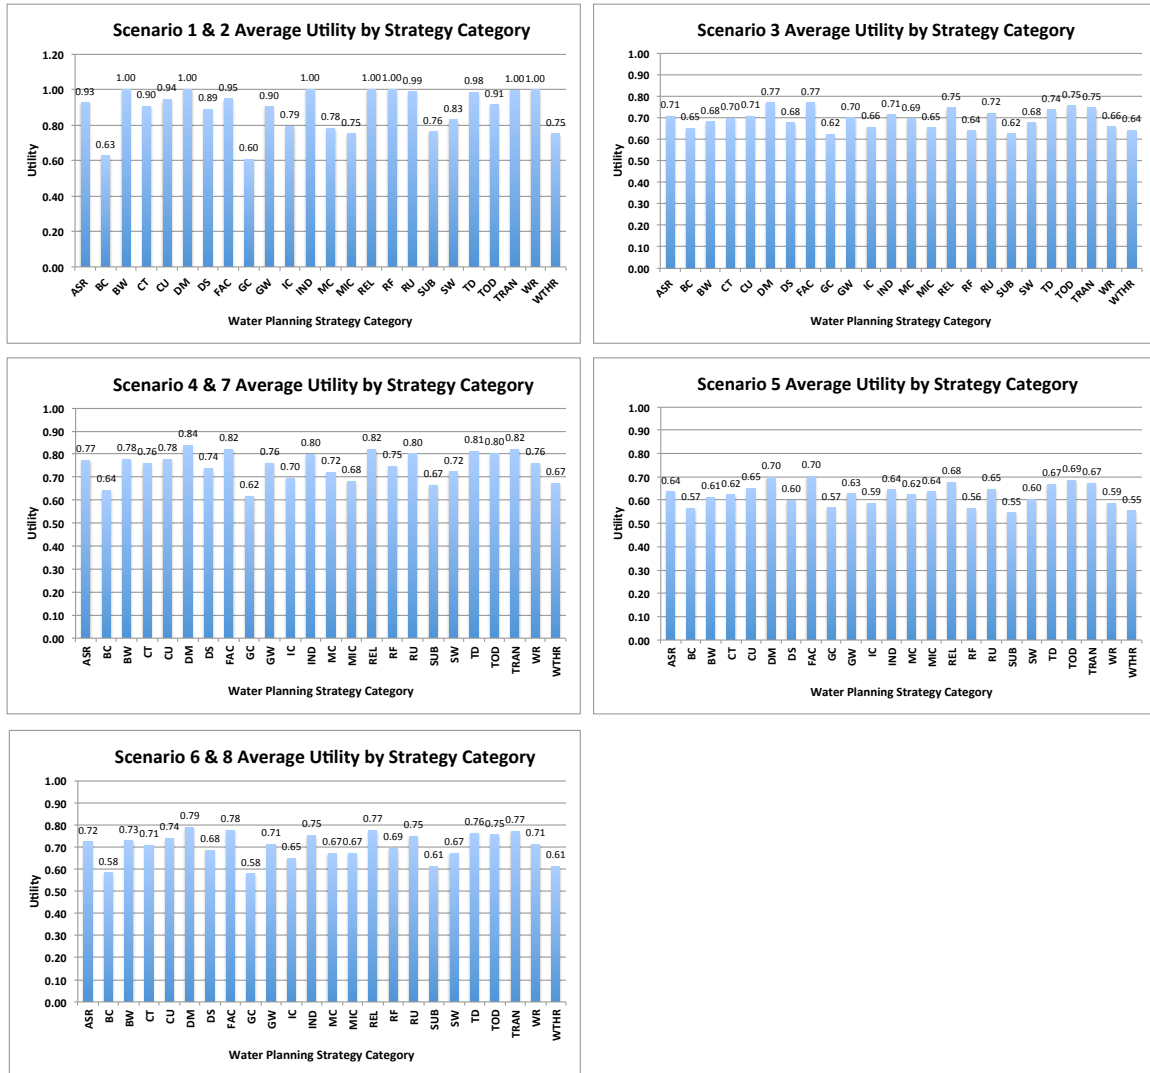 Scenario 1 & 2 Average Utility by Strategy Category
1.20
1.00
0.80
0.60
0.40
0.20
0.00
Utility
0.93 0.63 1.00 0.90 0.94 1.00 0.89 0.95 0.60 0.90 0.79 1.00 0.78 0.75 1.00 1.00 0.99 0.76 0.83 0.98 0.91 1.00 1.00 0.75
ASR BC BW CT CU DM DS FAC GC GW IC IND MC MIC REL RF RU SUB SW TD TOD TRAN WR WTHR
Water Planning Strategy Category
Scenario 3 Average Utility by Strategy Category
1.00
0.90
0.80
0.70
0.60
0.50
0.40
0.30
0.20
0.10
0.00
Utility
0.71 0.65 0.68 0.70 0.71 0.77 0.68 0.77 0.62 0.70 0.66 0.71 0.69 0.65 0.75 0.64 0.72 0.62 0.68 0.74 0.75 0.75 0.66 0.64
ASR BC BW CT CU DM DS FAC GC GW IC IND MC MIC REL RF RU SUB SW TD TOD TRAN WR WTHR
Water Planning Strategy Category
Scenario 4 & 7 Average Utility by Strategy Category
1.00
0.90
0.80
0.70
0.60
0.50
0.40
0.30
0.20
0.10
0.00
Utility
0.77 0.64 0.78 0.76 0.78 0.84 0.74 0.82 0.62 0.76 0.70 0.80 0.72 0.68 0.82 0.75 0.80 0.67 0.72 0.81 0.80 0.82 0.76 0.67
ASR BC BW CT CU DM DS FAC GC GW IC IND MC MIC REL RF RU SUB SW TD TOD TRAN WR WTHR
Water Planning Strategy Category
Scenario 5 Average Utility by Strategy Category
1.00
0.90
0.80
0.70
0.60
0.50
0.40
0.30
0.20
0.10
0.00
Utility
0.64 0.57 0.61 0.62 0.65 0.70 0.60 0.70 0.57 0.63 0.59 0.64 0.62 0.64 0.68 0.56 0.65 0.55 0.60 0.67 0.69 0.67 0.59 0.55
ASR BC BW CT CU DM DS FAC GC GW IC IND MC MIC REL RF RU SUB SW TD TOD TRAN WR WTHR
Water Planning Strategy Category
Scenario 6 & 8 Average Utility by Strategy Category
1.00
0.90
0.80
0.70
0.60
0.50
0.40
0.30
0.20
0.10
0.00
Utility
0.72 0.58 0.73 0.71 0.74 0.79 0.68 0.78 0.58 0.71 0.65 0.75 0.67 0.67 0.77 0.69 0.75 0.61 0.67 0.76 0.75 0.77 0.71 0.61
ASR BC BW CT CU DM DS FAC GC GW IC IND MC MIC REL RF RU SUB SW TD TOD TRAN WR WTHR
Water Planning Strategy Category